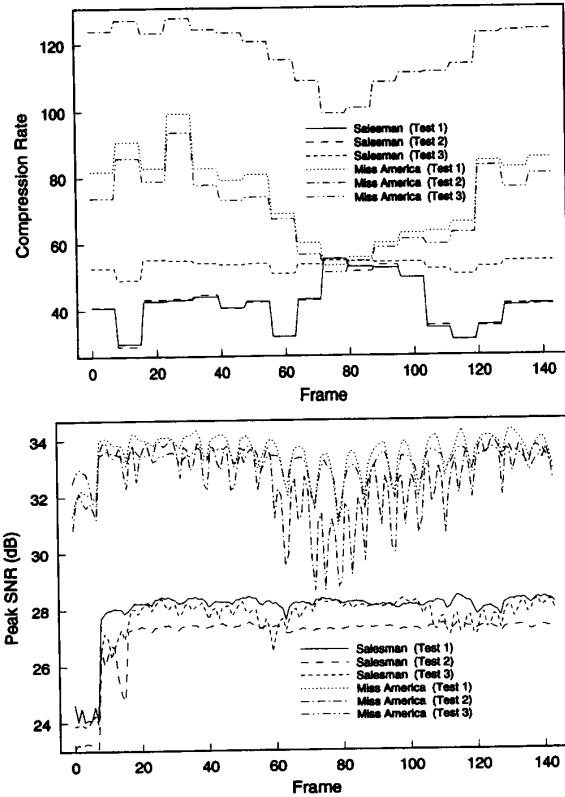 120
100
80
60
40
Compression Rate
Salesman (Test 1)
Salesman (Test 2)
Salesman (Test 3)
Miss America (Test 1)
Miss America (Test 2)
Miss America (Test 3)
0 20 40 60 80 100 120 140
Frame
34
32
30
28
26
24
Peak SNR (dB)
Salesman (Test 1)
Salesman (Test 2)
Salesman (Test 3)
Miss America (Test 1)
Miss America (Test 2)
Miss America (Test 3)
0 20 40 60 80 100 120 140
Frame